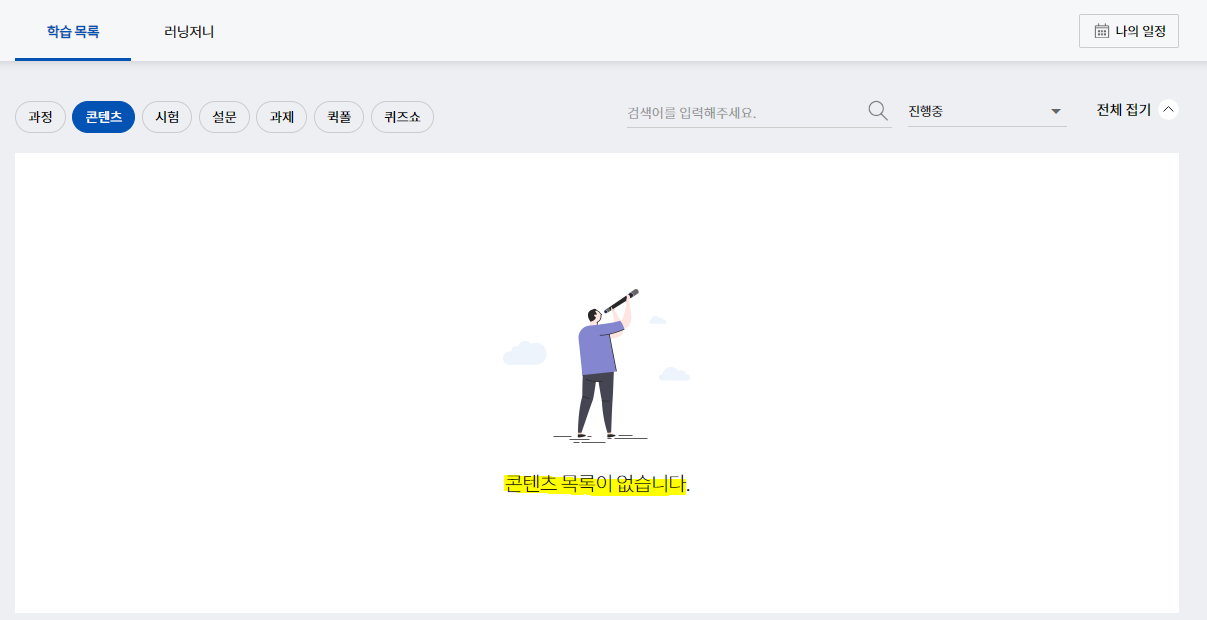 학습 목록
러닝저니
나의 일정
과정
콘텐츠
시험
설문
과제
퀵폴
퀴즈쇼
검색어를 입력해주세요.
진행중
전체 접기
콘텐츠 목록이 없습니다.